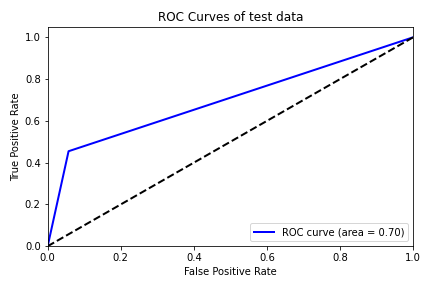 ROC Curves of test data
True Positive Rate
1.0
0.8
0.6
0.4
0.2
0.0
ROC curve (area = 0.70)
0.0 0.2 0.4 0.6 0.8 1.0
False Positive Rate